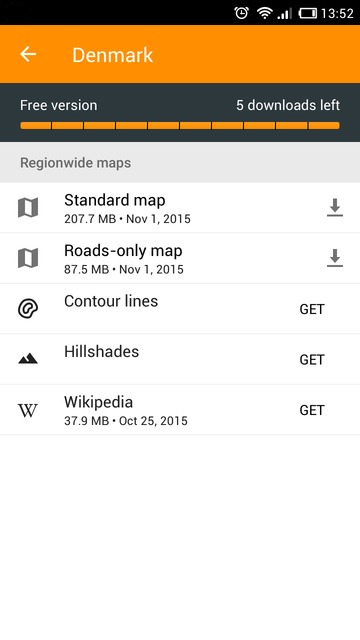 13:52
Denmark
Free version 5 downloads left
Regionwide maps
Standard map
207.7 MB • Nov 1, 2015
Roads-only map
87.5 MB • Nov 1, 2015
Contour lines
GET
Hillshades
GET
W Wikipedia
37.9 MB • Oct 25, 2015
GET